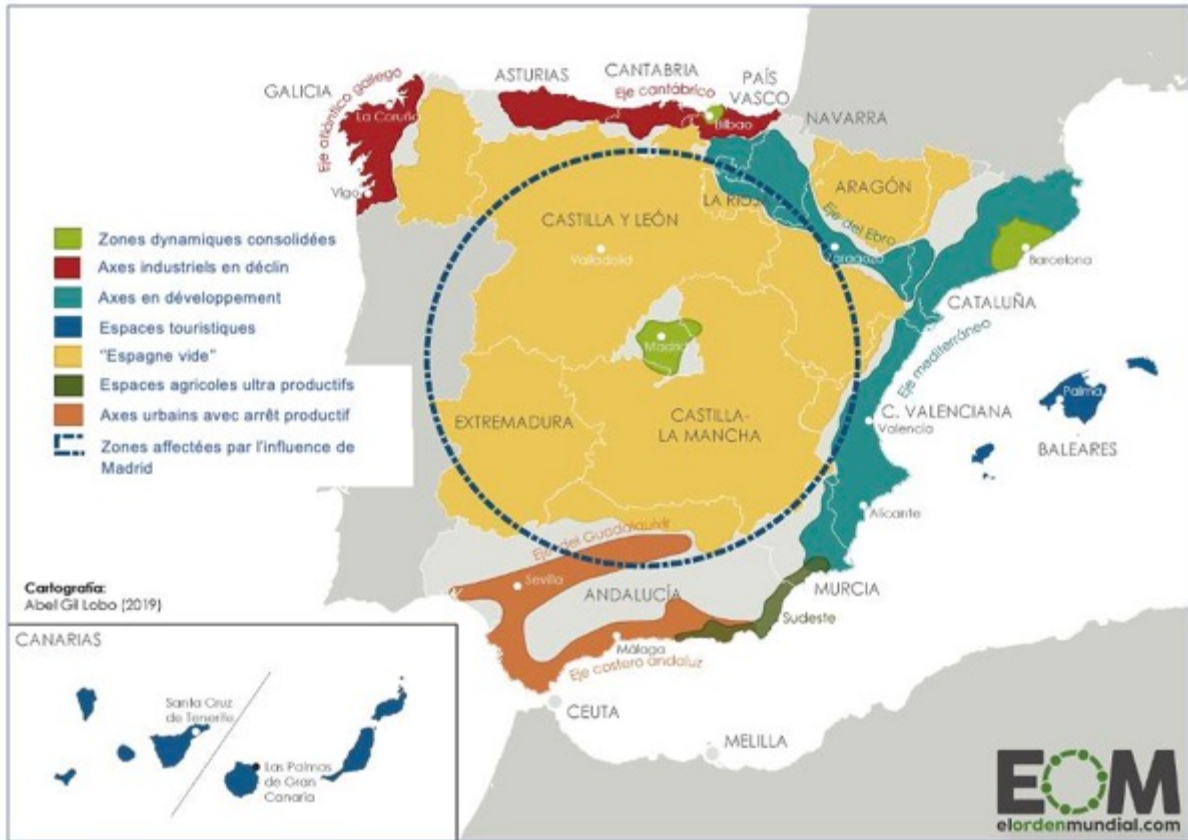 GALICIA
Eje atlántico gallego
La Coruña
Vigo
ASTURIAS
CANTABRIA
Eje cantábrico
PAÍS
VASCO
Bilbao
NAVARRA
LA RIOJA
ARAGÓN
Eje del Ebro
Zaragoza
CASTILLA Y LEÓN
Valladolid
Barcelona
CATALUÑA
Eje mediterráneo
Madrid
Zones dynamiques consolidées
Axes industriels en déclin
Axes en développement
Espaces touristiques
"Espagne vide"
Espaces agricoles ultra productifs
Axes urbains avec arrêt productif
Zones affectées par l'influence de
Madrid
EXTREMADURA
CASTILLA-
LA MANCHA
C. VALENCIANA
Valencia
Palma
BALEARES
Alicante
Eje del Guadalquivir
Sevilla
ANDALUCÍA
MURCIA
Sudeste
Málaga
Eje costero andaluz
CEUTA
MELILLA
Cartografía:
Abel Gil Lobo (2019)
CANARIAS
Santa Cruz
de Tenerife
Las Palmas
de Gran
Canaria
EOM
elordenmundial.com